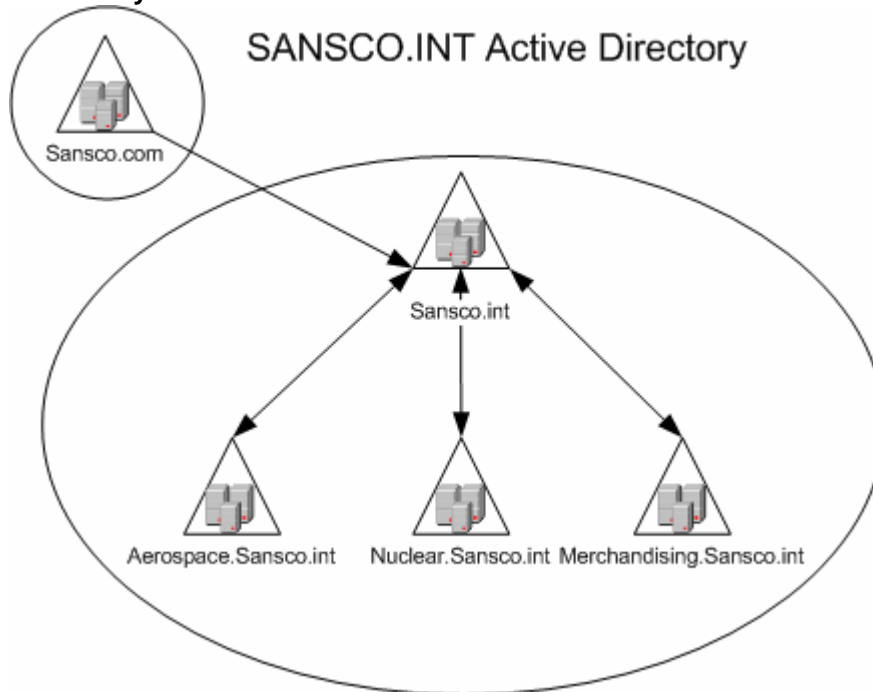 SANSCO.INT Active Directory
Sansco.com
Sansco.int
Aerospace.Sansco.int
Nuclear.Sansco.int
Merchandising.Sansco.int